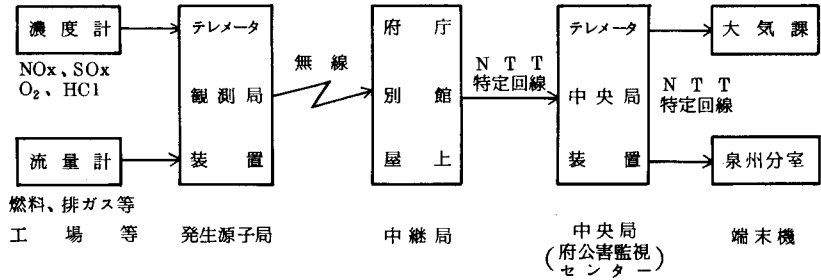 濃度計
NOx、SOx
O₂、HCl
流量計
燃料、排ガス等
工場等
テレメータ
観測局
装置
発生源子局
無線
府庁
別館
屋上
中継局
NTT
特定回線
テレメータ
中央局
装置
中央局
(府公害監視
センター)
NTT
特定回線
大気課
泉州分室
端末機